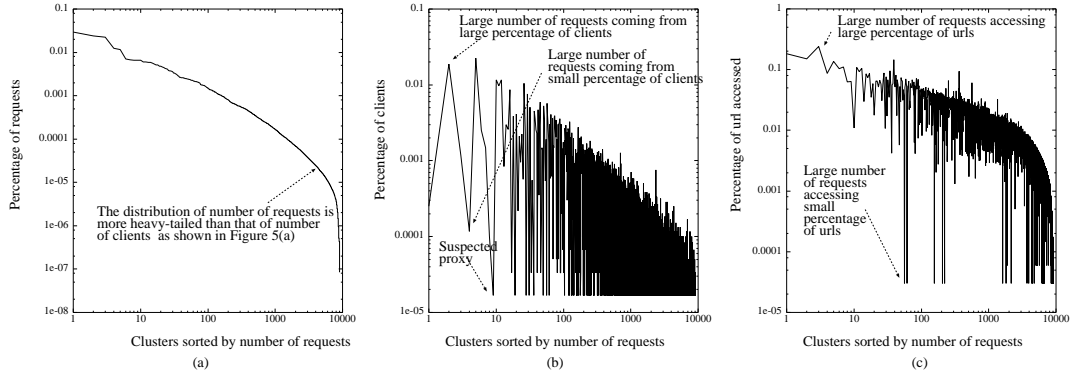 0.1
0.01
0.001
0.0001
1e-05
1e-06
1e-07
1e-08
1
10
100
1000
10000
Percentage of requests
The distribution of number of requests is
more heavy-tailed than that of number
of clients as shown in Figure 5(a)
Clusters sorted by number of requests
(a)
0.1
0.01
0.001
0.0001
1e-05
1
10
100
1000
10000
Percentage of clients
Large number of requests coming from
large percentage of clients
Large number of
requests coming from
small percentage of clients
Suspected
proxy
Clusters sorted by number of requests
(b)
1
0.1
0.01
0.001
0.0001
1e-05
1
10
100
1000
10000
Percentage of url accessed
Large number of requests accessing
large percentage of urls
Large
number
of requests
accessing
small
percentage
of urls
Clusters sorted by number of requests
(c)